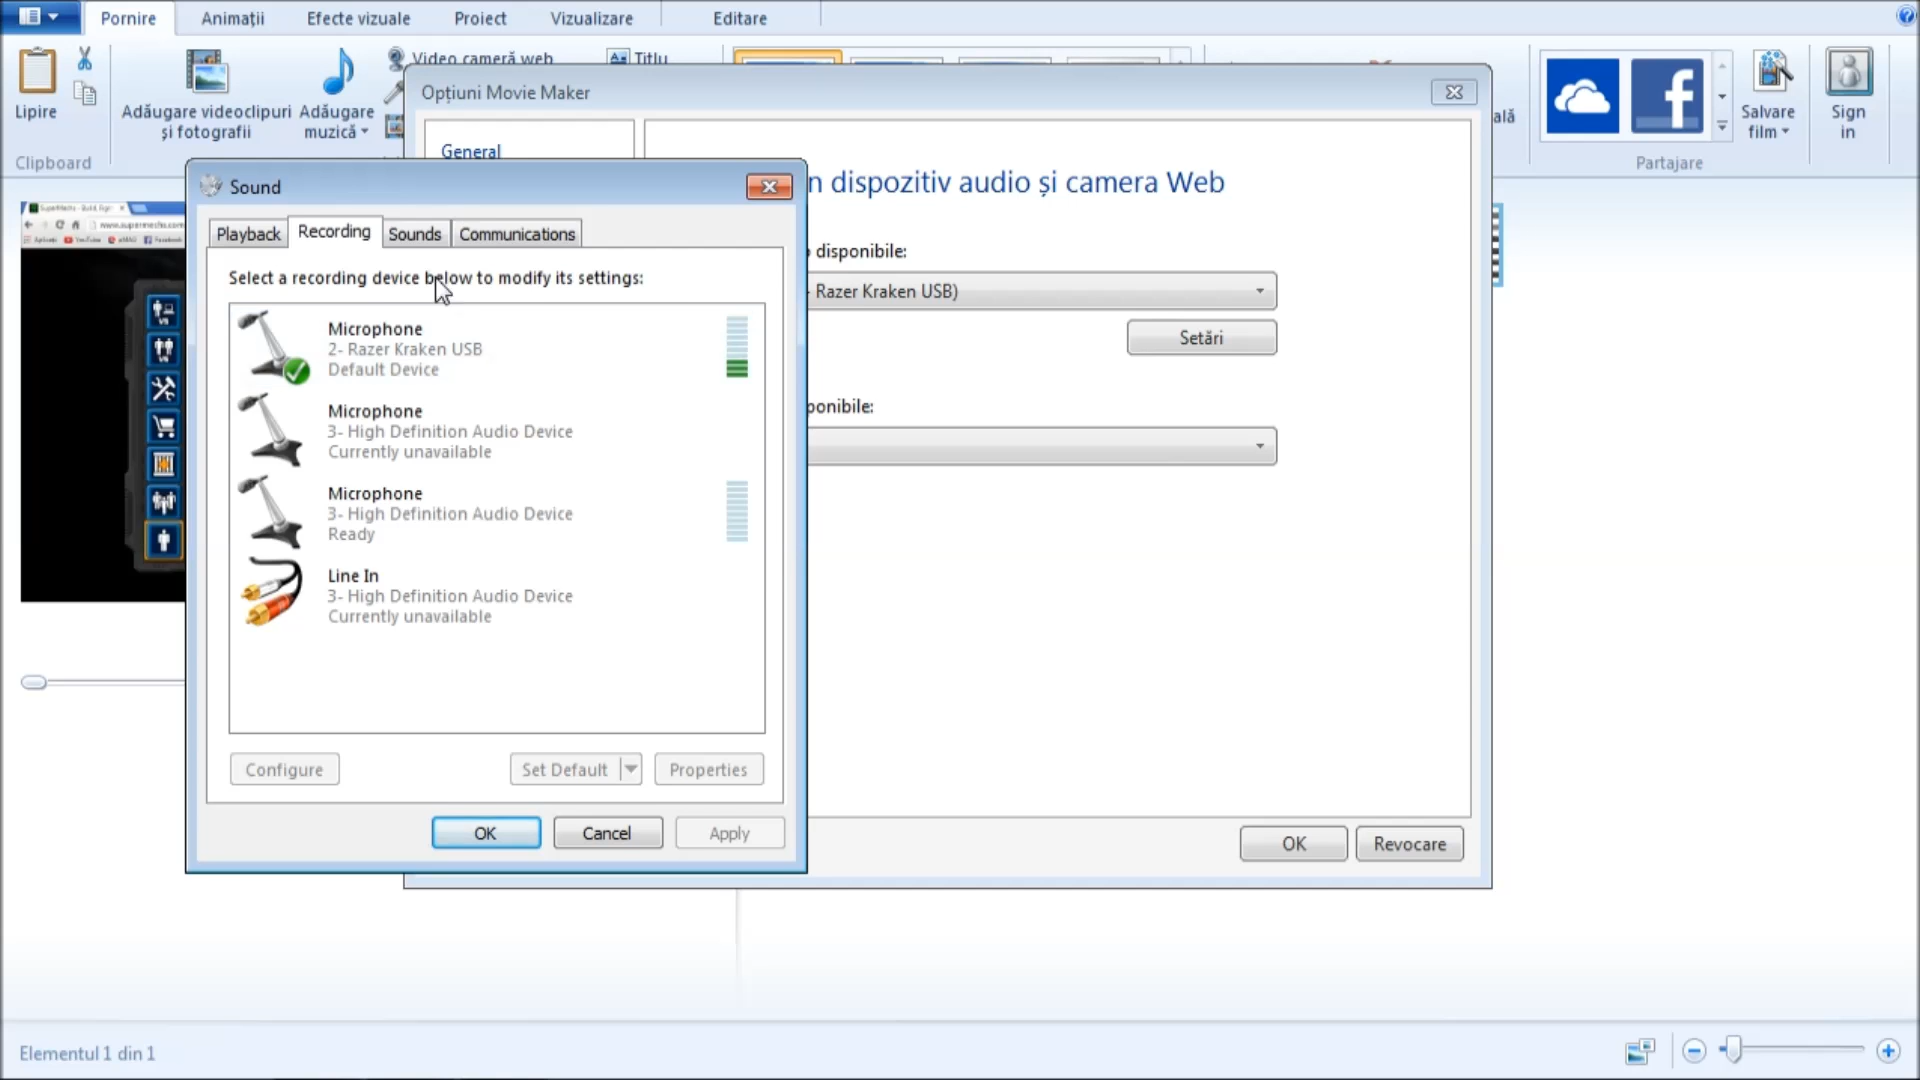 Pornire
Animații
Efecte vizuale
Proiect
Vizualizare
Editare
Lipire
Adăugare videoclipuri
și fotografii
Adăugare
muzică
Video cameră web
Titlu
Clipboard
ală
Salvare
film
Sign
in
Partajare
Opțiuni Movie Maker
General
n dispozitiv audio și camera Web
disponibile:
Razer Kraken USB)
Setări
ponibile:
OK
Revocare
Sound
Playback
Recording
Sounds
Communications
Select a recording device below to modify its settings:
Microphone
2- Razer Kraken USB
Default Device
Microphone
3- High Definition Audio Device
Currently unavailable
Microphone
3- High Definition Audio Device
Ready
Line In
3- High Definition Audio Device
Currently unavailable
Configure
Set Default
Properties
OK
Cancel
Apply
Elementul 1 din 1